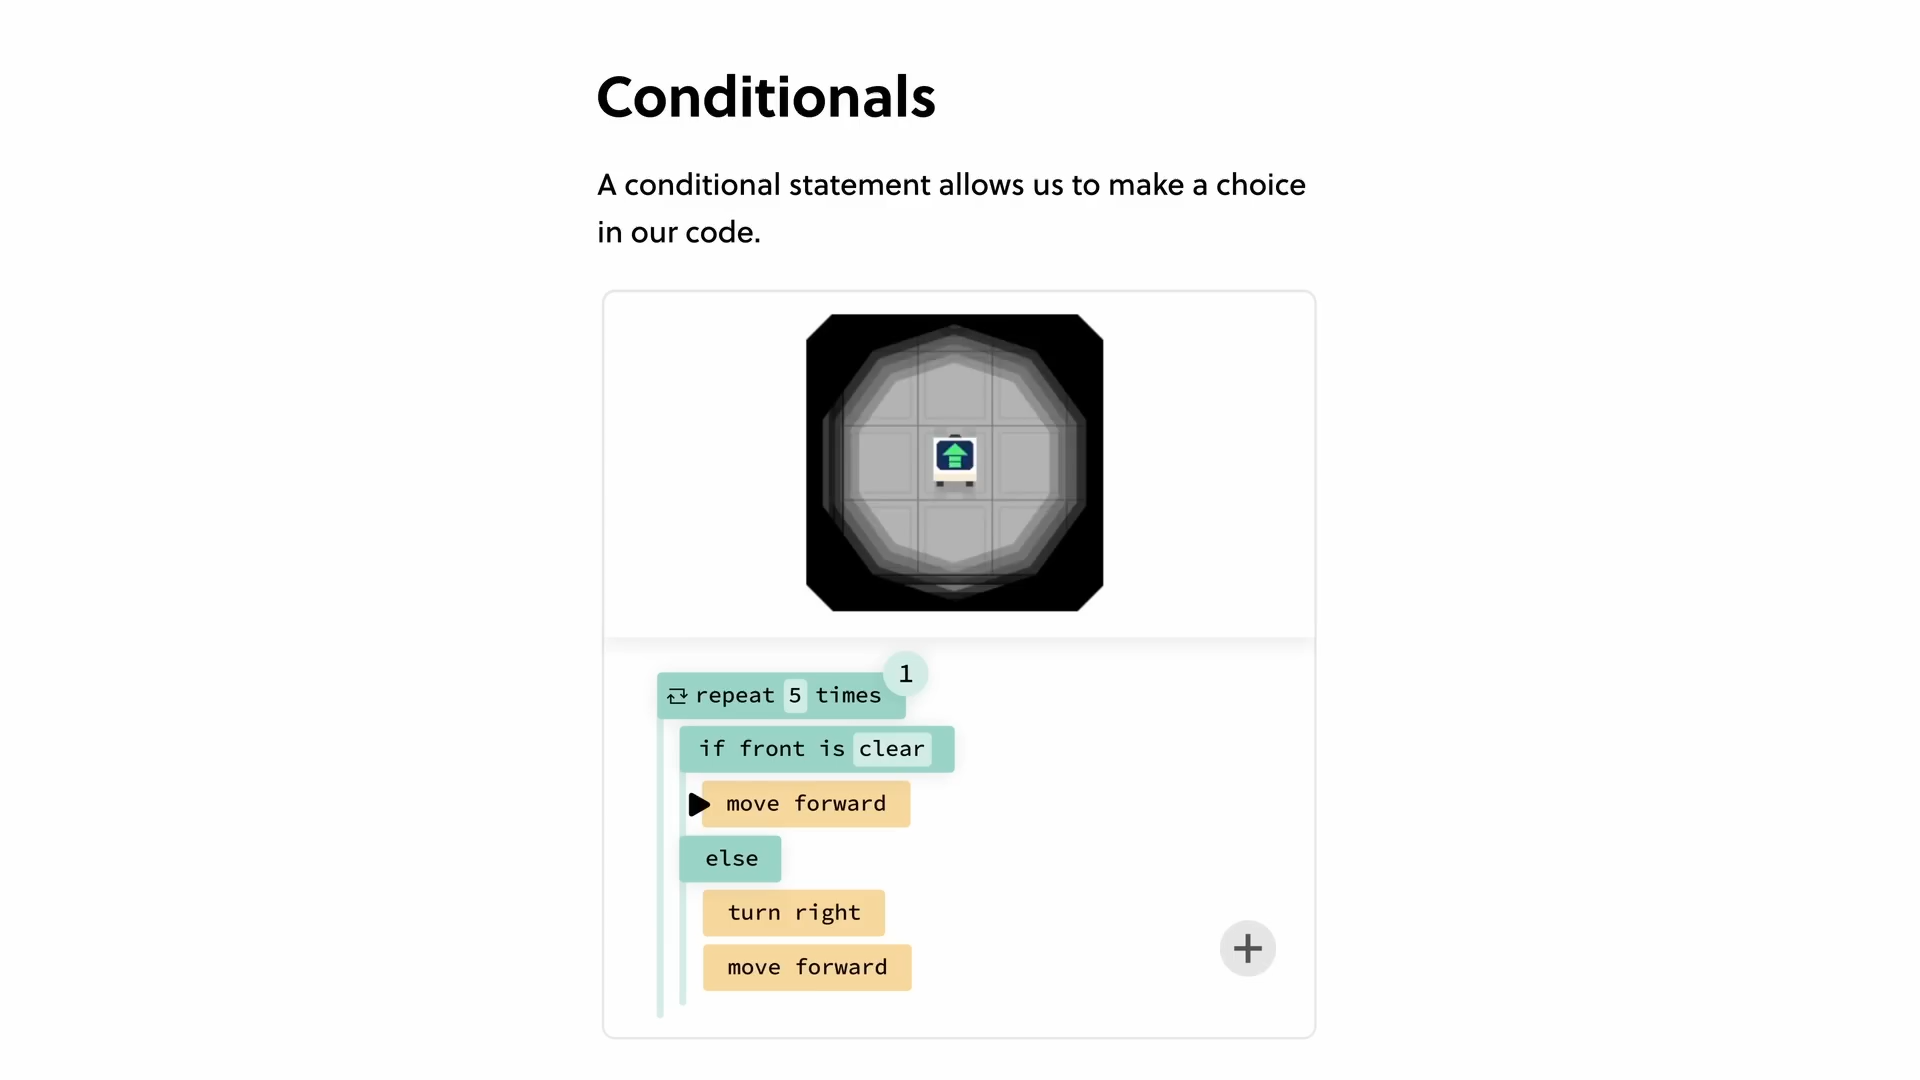 Conditionals
A conditional statement allows us to make a choice
in our code.
1
repeat 5 times
if front is clear
move forward
else
turn right
move forward